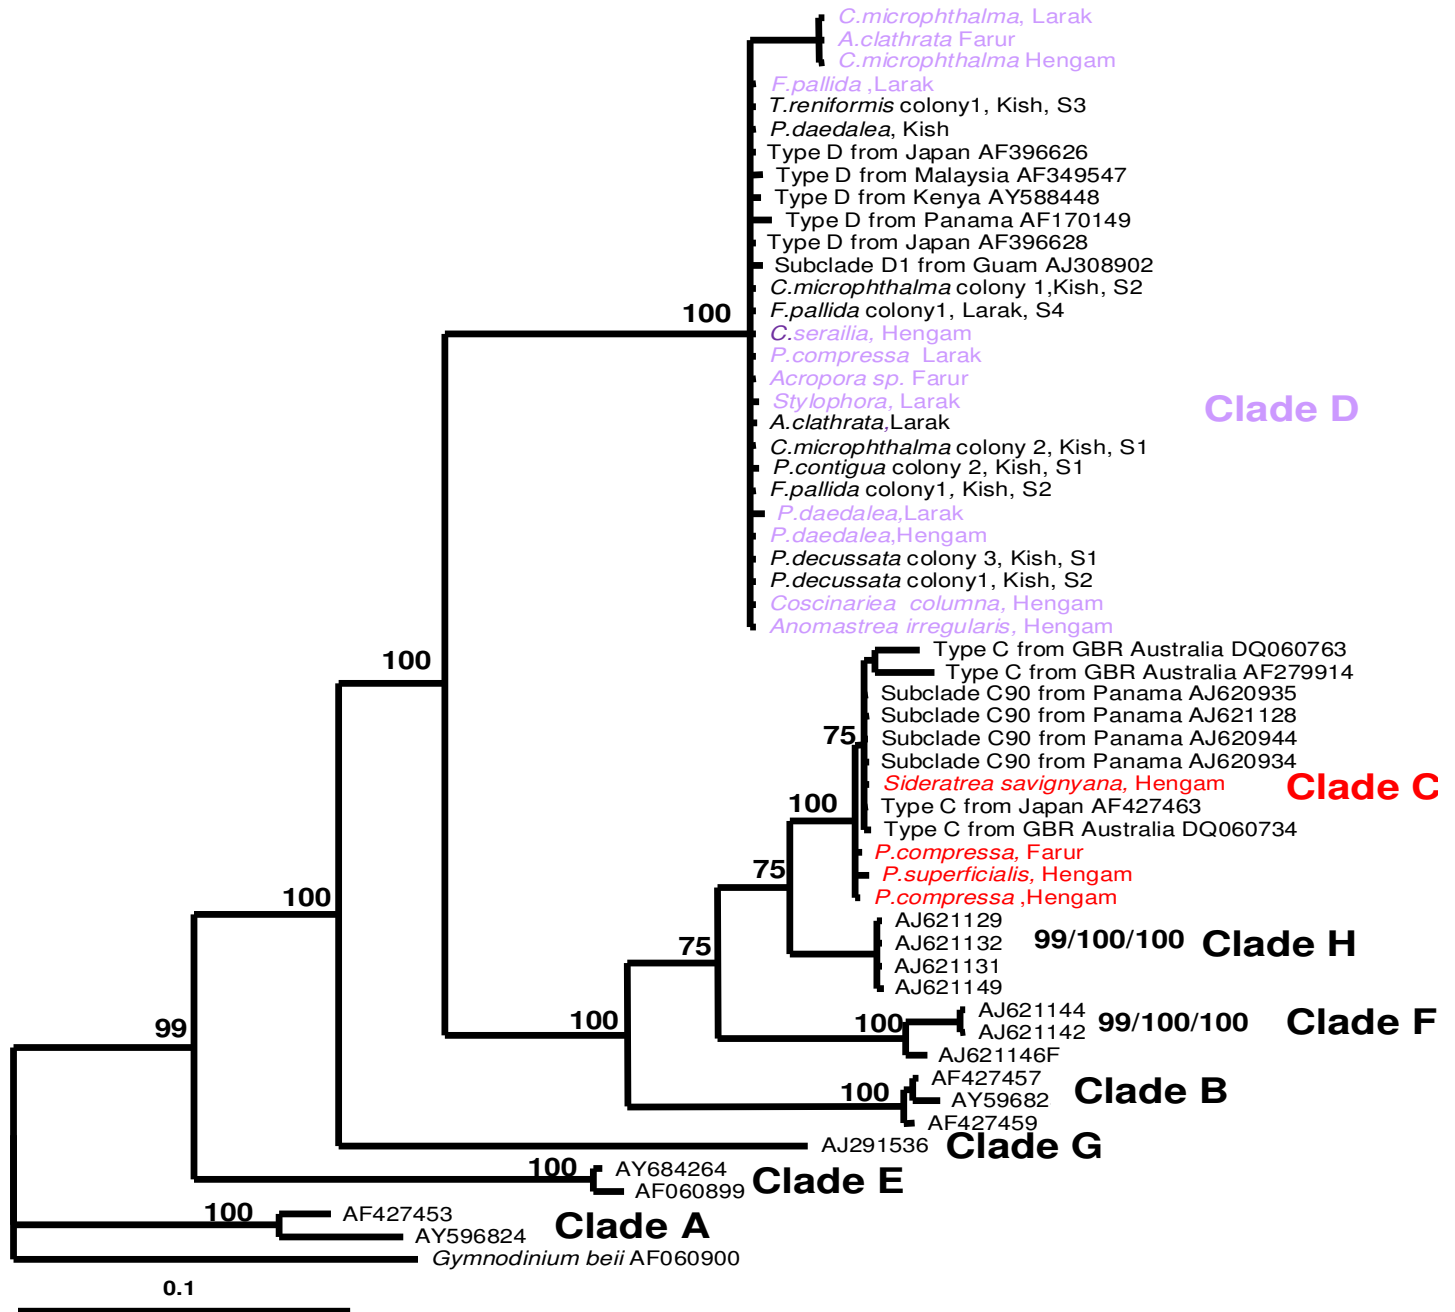 C.microphthalma, Larak
A.clathrata Farur
C.microphthalma Hengam
F.pallida ,Larak
T.reniformis colony1, Kish, S3
P.daedalea, Kish
Type D from Japan AF396626
Type D from Malaysia AF349547
Type D from Kenya AY588448
Type D from Panama AF170149
Type D from Japan AF396628
Subclade D1 from Guam AJ308902
C.microphthalma colony 1,Kish, S2
100
F.pallida colony1, Larak, S4
C.serailia, Hengam
P.compressa Larak
Acropora sp. Farur
Stylophora, Larak
Clade D
A.clathrata,Larak
C.microphthalma colony 2, Kish, S1
P.contigua colony 2, Kish, S1
F.pallida colony1, Kish, S2
P.daedalea,Larak
P.daedalea,Hengam
P.decussata colony 3, Kish, S1
P.decussata colony1, Kish, S2
Coscinariea columna, Hengam
Anomastrea irregularis, Hengam
Type C from GBR Australia DQ060763
100
Type C from GBR Australia AF279914
Subclade C90 from Panama AJ620935
Subclade C90 from Panama AJ621128
75
Subclade C90 from Panama AJ620944
Subclade C90 from Panama AJ620934
Sideratrea savignyana, Hengam
Clade C
100
Type C from Japan AF427463
Type C from GBR Australia DQ060734
P.compressa, Farur
75
P.superficialis, Hengam
100
P.compressa ,Hengam
AJ621129
75
AJ621132
99/100/100
Clade H
AJ621131
AJ621149
AJ621144
99
100
100
AJ621142
99/100/100
Clade F
AJ621146F
AF427457
100
AY59682
Clade B
AF427459
AJ291536
Clade G
100
AY684264
AF060899
Clade E
100
AF427453
Clade A
AY596824
Gymnodinium beii AF060900
0.1